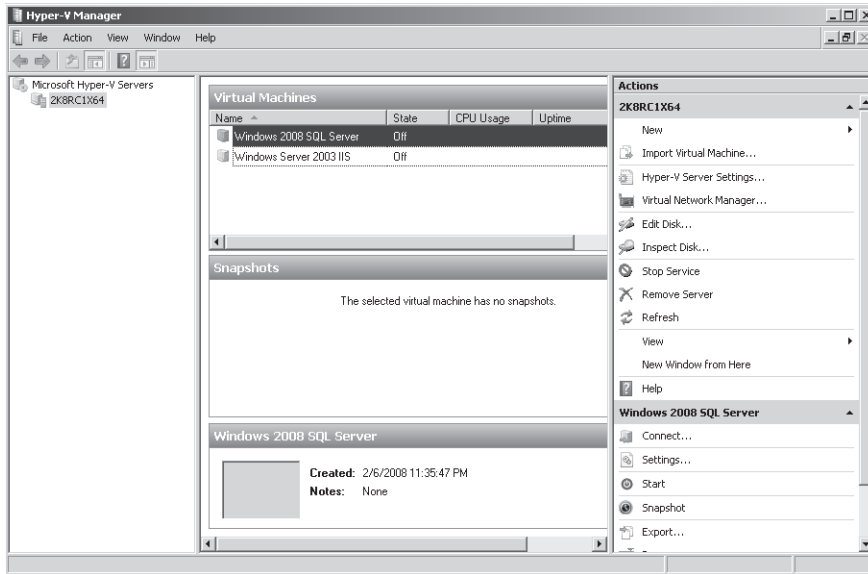 Hyper-V Manager
File Action View Window Help
Microsoft Hyper-V Servers
2K8RC1X64
Virtual Machines
Name State CPU Usage Uptime
Windows 2008 SQL Server Off
Windows Server 2003 IIS Off
Snapshots
The selected virtual machine has no snapshots.
Windows 2008 SQL Server
Created: 2/6/2008 11:35:47 PM
Notes: None
Actions
2K8RC1X64
New
Import Virtual Machine...
Hyper-V Server Settings...
Virtual Network Manager...
Edit Disk...
Inspect Disk...
Stop Service
Remove Server
Refresh
View
New Window from Here
Help
Windows 2008 SQL Server
Connect...
Settings...
Start
Snapshot
Export...